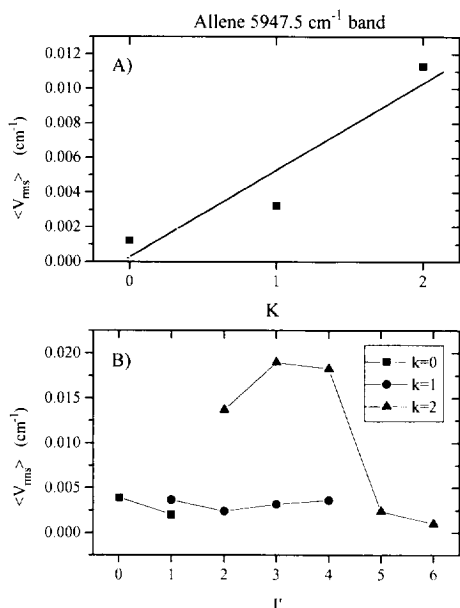 Allene 5947.5 cm⁻¹ band
A)
<V_rms> (cm⁻¹)
0.012
0.010
0.008
0.006
0.004
0.002
0.000
0 1 2
K
B)
k=0
k=1
k=2
<V_rms> (cm⁻¹)
0.020
0.015
0.010
0.005
0.000
0 1 2 3 4 5 6